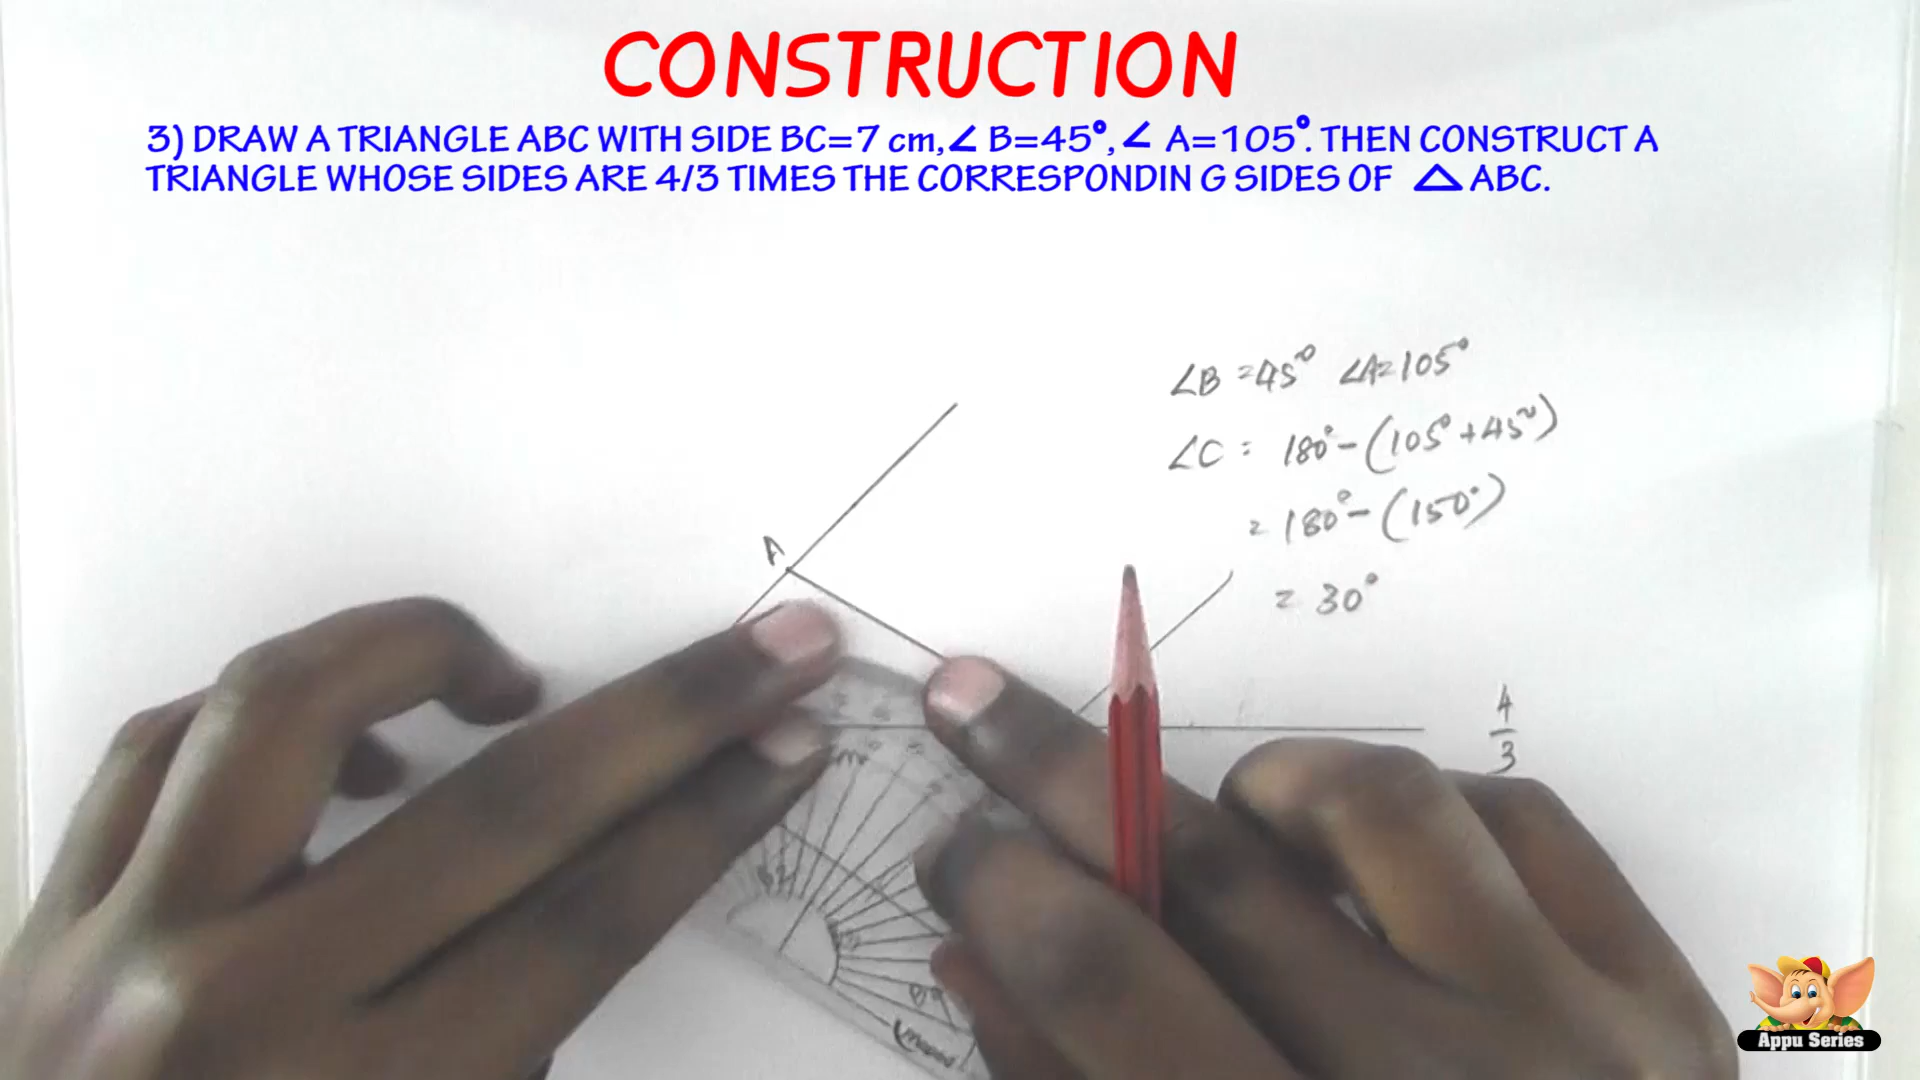 CONSTRUCTION
3) DRAW A TRIANGLE ABC WITH SIDE BC=7 cm,∠ B=45°,∠ A=105°. THEN CONSTRUCT A
TRIANGLE WHOSE SIDES ARE 4/3 TIMES THE CORRESPONDIN G SIDES OF △ ABC.
∠B =45° ∠A=105°
∠C = 180°-(105°+45°)
= 180°-(150°)
= 30°
A
4/3
Appu Series